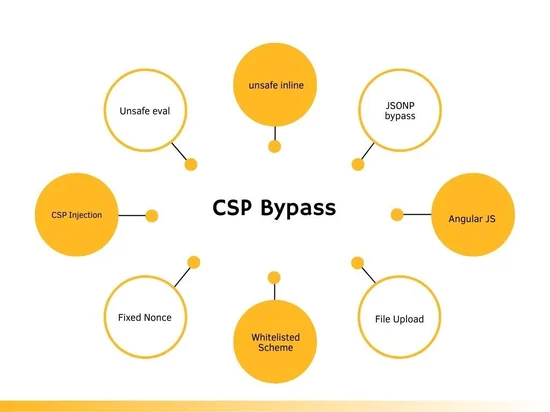 unsafe inline
Unsafe eval
JSONP
bypass
CSP Injection
CSP Bypass
Angular JS
Fixed Nonce
Whitelisted
Scheme
File Upload